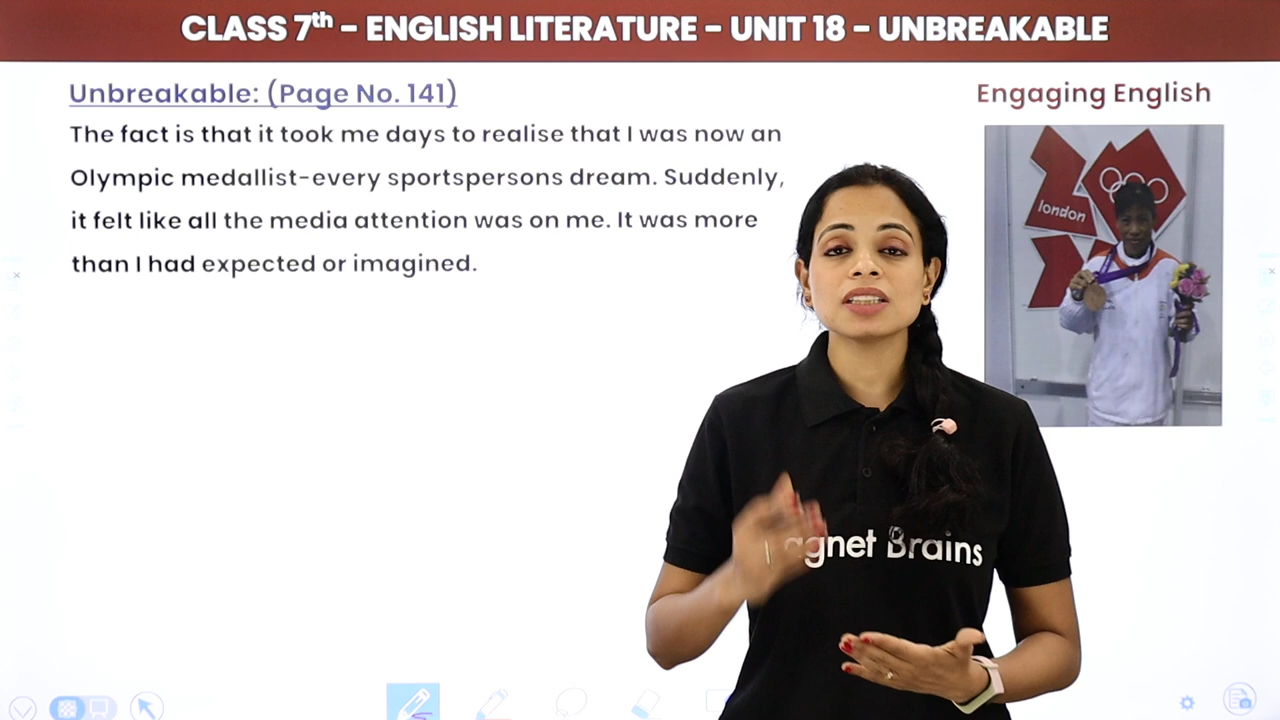 CLASS 7th - ENGLISH LITERATURE - UNIT 18 - UNBREAKABLE
Unbreakable: (Page No. 141)
Engaging English
The fact is that it took me days to realise that I was now an
Olympic medallist-every sportspersons dream. Suddenly,
it felt like all the media attention was on me. It was more
than I had expected or imagined.
london
agnet Brains